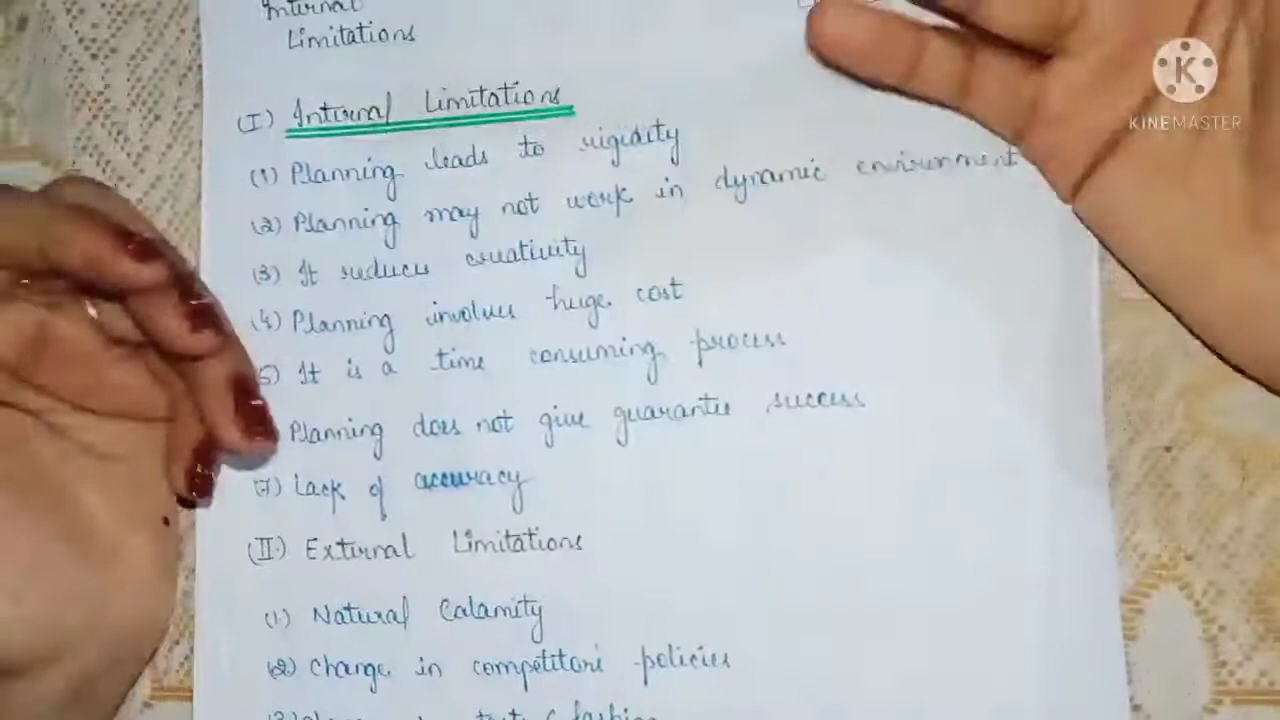 Internal
Limitations
(I) Internal Limitations
(1) Planning leads to rigidity
(2) Planning may not work in dynamic environment
(3) It reduces creativity
(4) Planning involves huge cost
5) It is a time consuming process
Planning does not give guarantee success
(7) Lack of accuracy
(II) External Limitations
(1) Natural Calamity
(2) Change in competitors policies
KINEMASTER